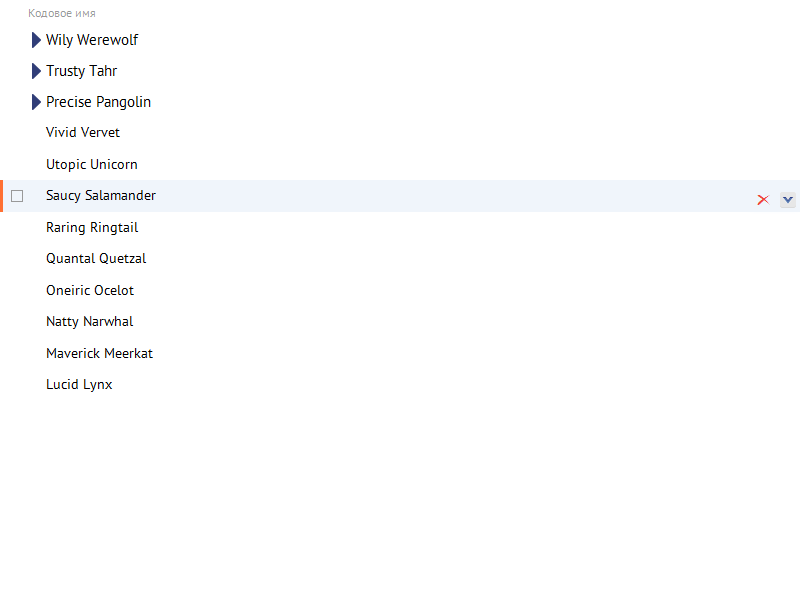 Кодовое имя
Wily Werewolf
Trusty Tahr
Precise Pangolin
Vivid Vervet
Utopic Unicorn
Saucy Salamander
Raring Ringtail
Quantal Quetzal
Oneiric Ocelot
Natty Narwhal
Maverick Meerkat
Lucid Lynx